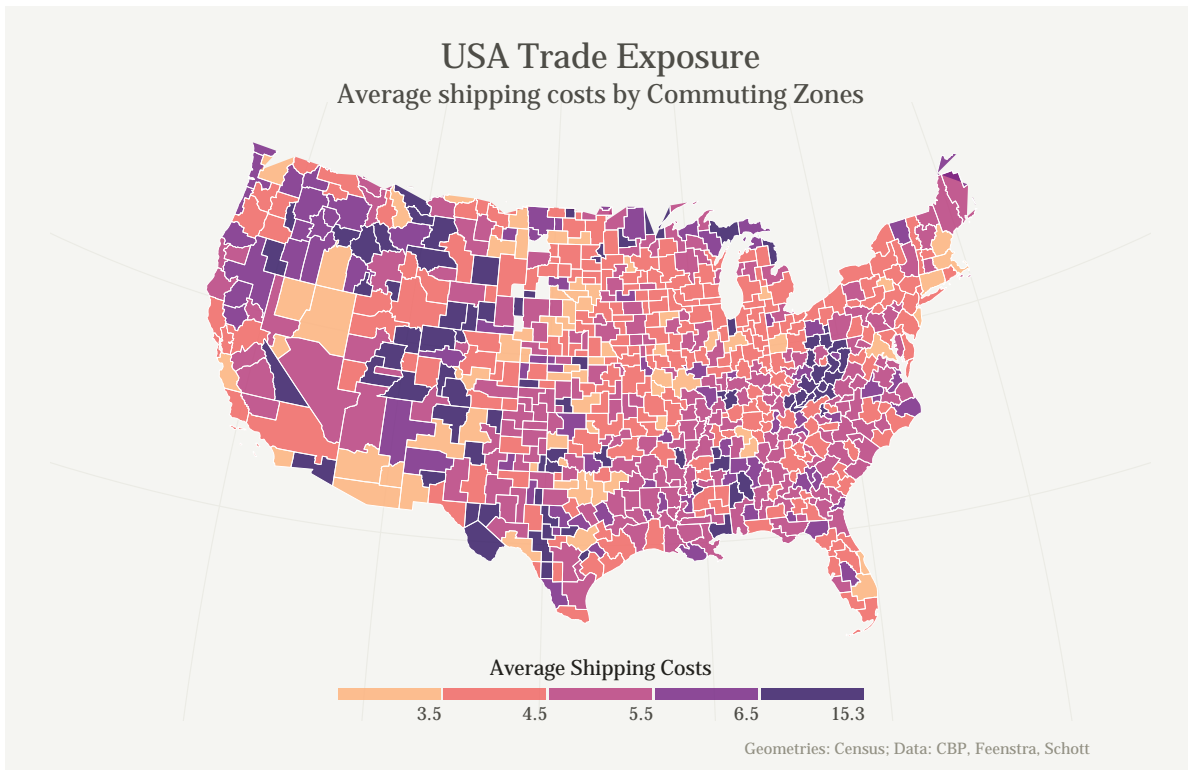 USA Trade Exposure
Average shipping costs by Commuting Zones
Average Shipping Costs
3.5 4.5 5.5 6.5 15.3
Geometries: Census; Data: CBP, Feenstra, Schott